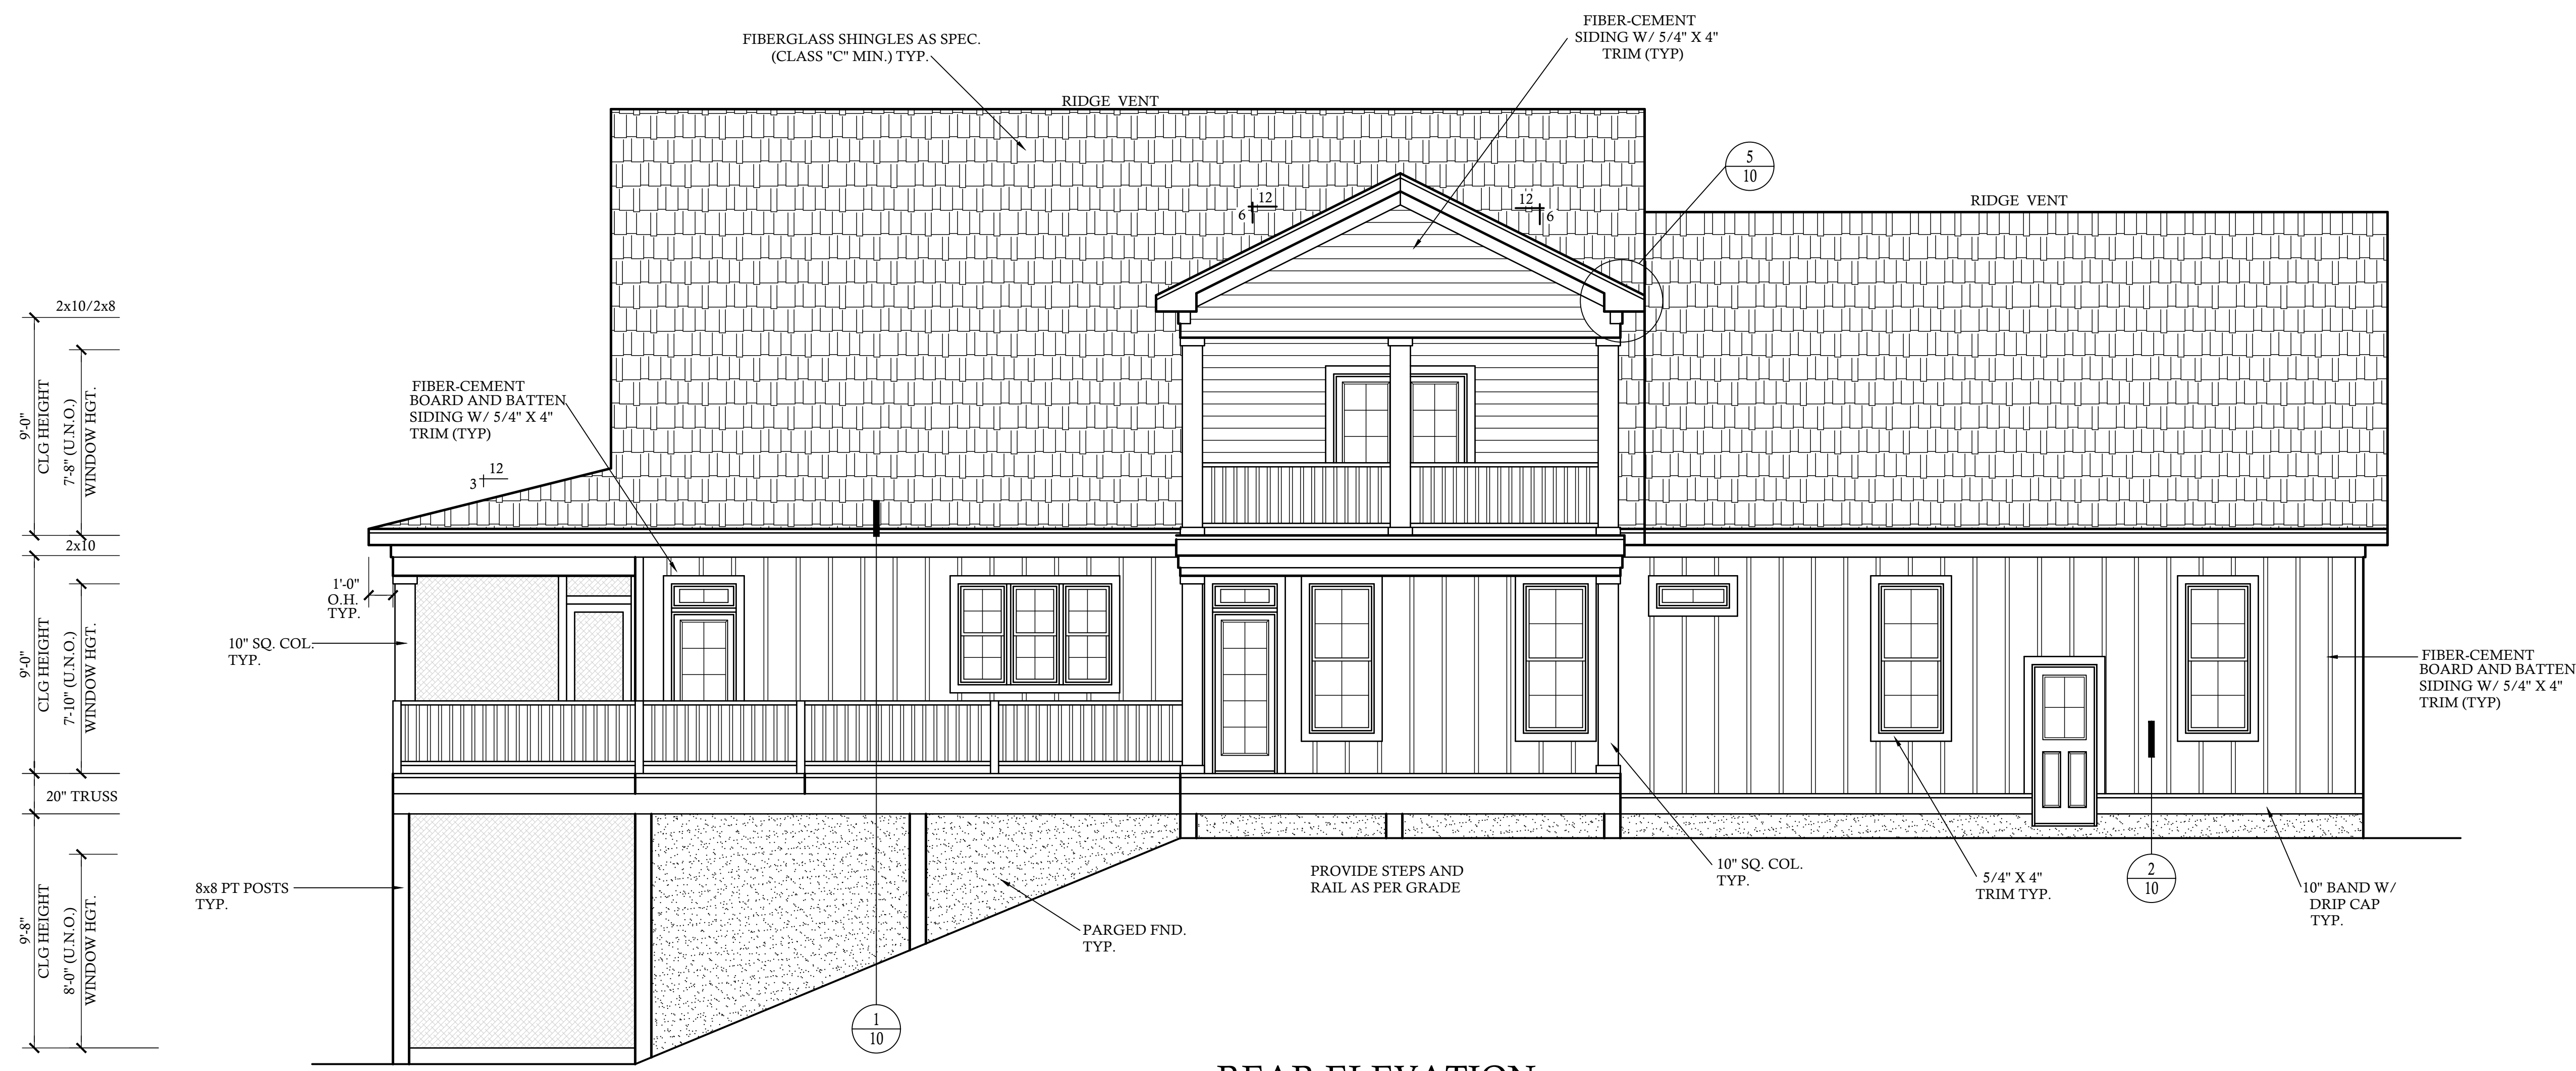 FIBER-CEMENT
SIDING W/ 5/4" X 4"
TRIM (TYP)
FIBERGLASS SHINGLES AS SPEC.
(CLASS "C" MIN.) TYP.
RIDGE VENT
5
10
RIDGE VENT
12
6
12
6
2x10/2x8
9'-0"
CLG HEIGHT
7'-8" (U.N.O.)
WINDOW HGT.
FIBER-CEMENT
BOARD AND BATTEN
SIDING W/ 5/4" X 4"
TRIM (TYP)
12
3
2x10
9'-0"
CLG HEIGHT
7'-10" (U.N.O.)
WINDOW HGT.
1'-0"
O.H.
TYP.
10" SQ. COL.
TYP.
FIBER-CEMENT
BOARD AND BATTEN
SIDING W/ 5/4" X 4"
TRIM (TYP)
20" TRUSS
9'-8"
CLG HEIGHT
8'-0" (U.N.O.)
WINDOW HGT.
8x8 PT POSTS
TYP.
PROVIDE STEPS AND
RAIL AS PER GRADE
10" SQ. COL.
TYP.
5/4" X 4"
TRIM TYP.
2
10
10" BAND W/
DRIP CAP
TYP.
PARGED FND.
TYP.
1
10
REAR ELEVATION